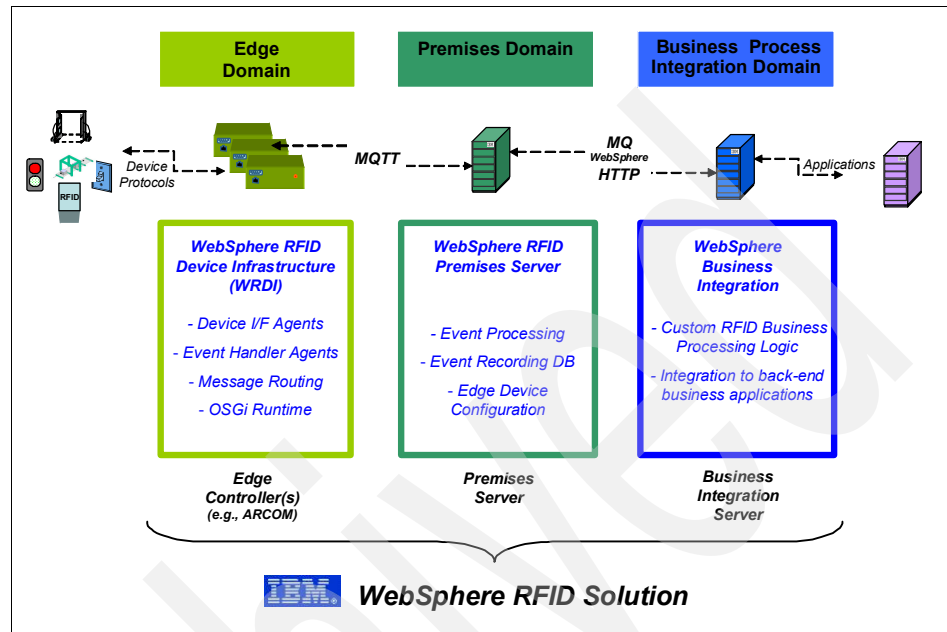 Edge
Domain
Premises Domain
Business Process
Integration Domain
Device
Protocols
RFID
MQTT
MQ
WebSphere
HTTP
Applications
WebSphere RFID
Device Infrastructure
(WRDI)
- Device I/F Agents
- Event Handler Agents
- Message Routing
- OSGi Runtime
WebSphere RFID
Premises Server
- Event Processing
- Event Recording DB
- Edge Device
Configuration
WebSphere
Business
Integration
- Custom RFID Business
Processing Logic
- Integration to back-end
business applications
Edge
Controller(s)
(e.g., ARCOM)
Premises
Server
Business
Integration
Server
IBM® WebSphere RFID Solution